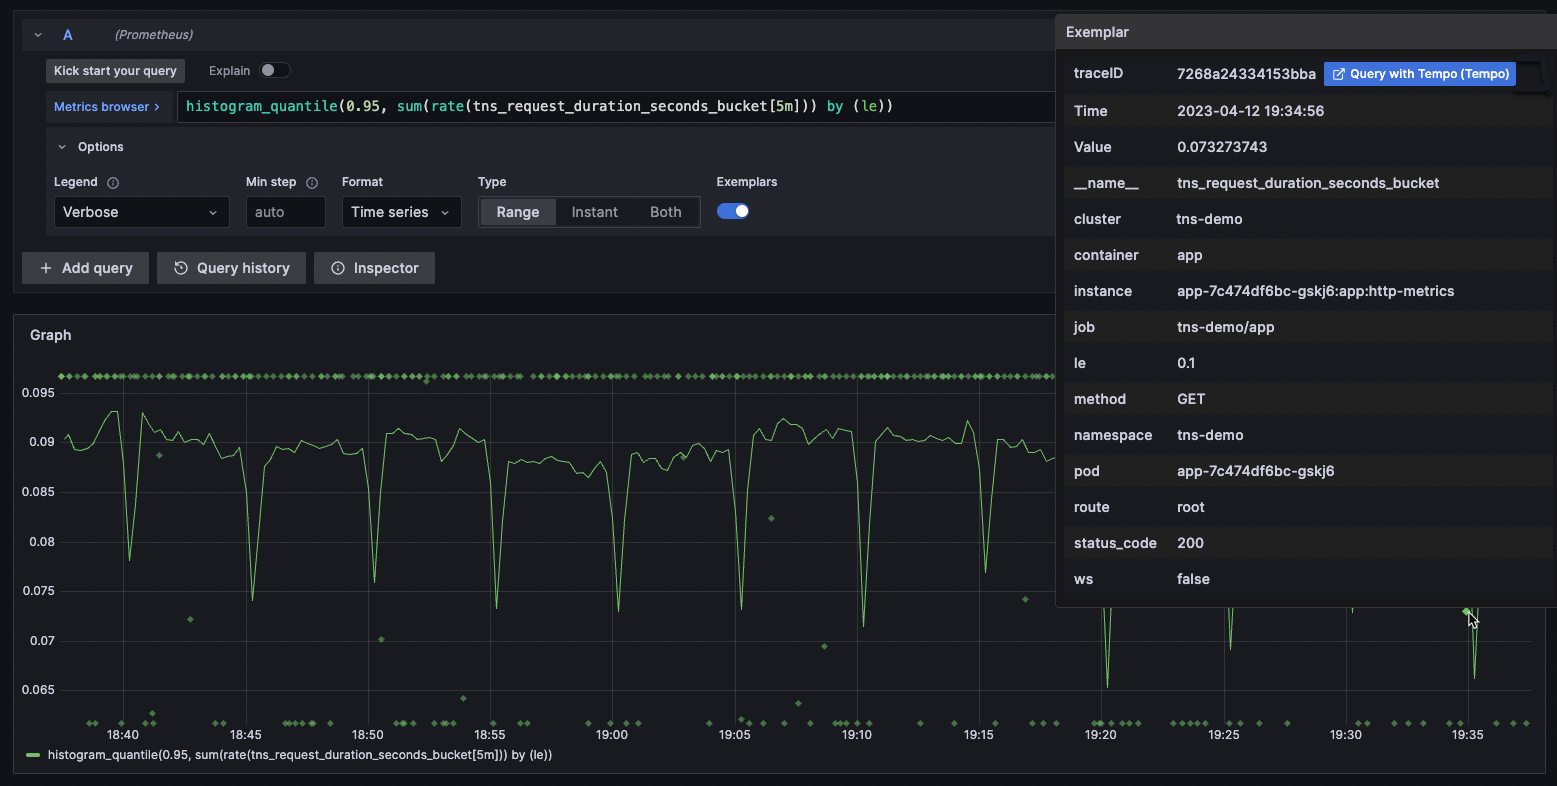 A (Prometheus)
Kick start your query Explain
Metrics browser > histogram_quantile(0.95, sum(rate(tns_request_duration_seconds_bucket[5m])) by (le))
Options
Legend Min step Format Type Exemplars
Verbose auto Time series Range Instant Both
+ Add query Query history Inspector
Exemplar
traceID 7268a24334153bba Query with Tempo (Tempo)
Time 2023-04-12 19:34:56
Value 0.073273743
__name__ tns_request_duration_seconds_bucket
cluster tns-demo
container app
instance app-7c474df6bc-gskj6:app:http-metrics
job tns-demo/app
le 0.1
method GET
namespace tns-demo
pod app-7c474df6bc-gskj6
route root
status_code 200
ws false
Graph
0.095
0.09
0.085
0.08
0.075
0.07
0.065
18:40 18:45 18:50 18:55 19:00 19:05 19:10 19:15 19:20 19:25 19:30 19:35
histogram_quantile(0.95, sum(rate(tns_request_duration_seconds_bucket[5m])) by (le))